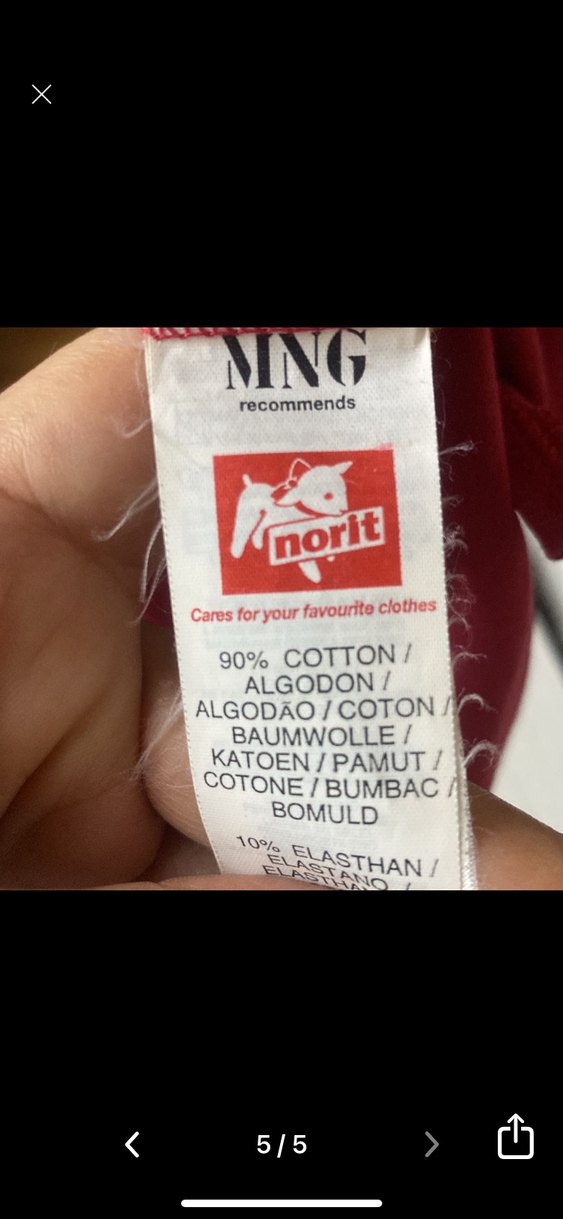 MNG
recommends
norit
Cares for your favourite clothes
90% COTTON /
ALGODON /
ALGODÃO / COTON /
BAUMWOLLE /
KATOEN / PAMUT /
COTONE / BUMBAC /
BOMULD
10% ELASTHAN /
ELASTANO /
5 / 5